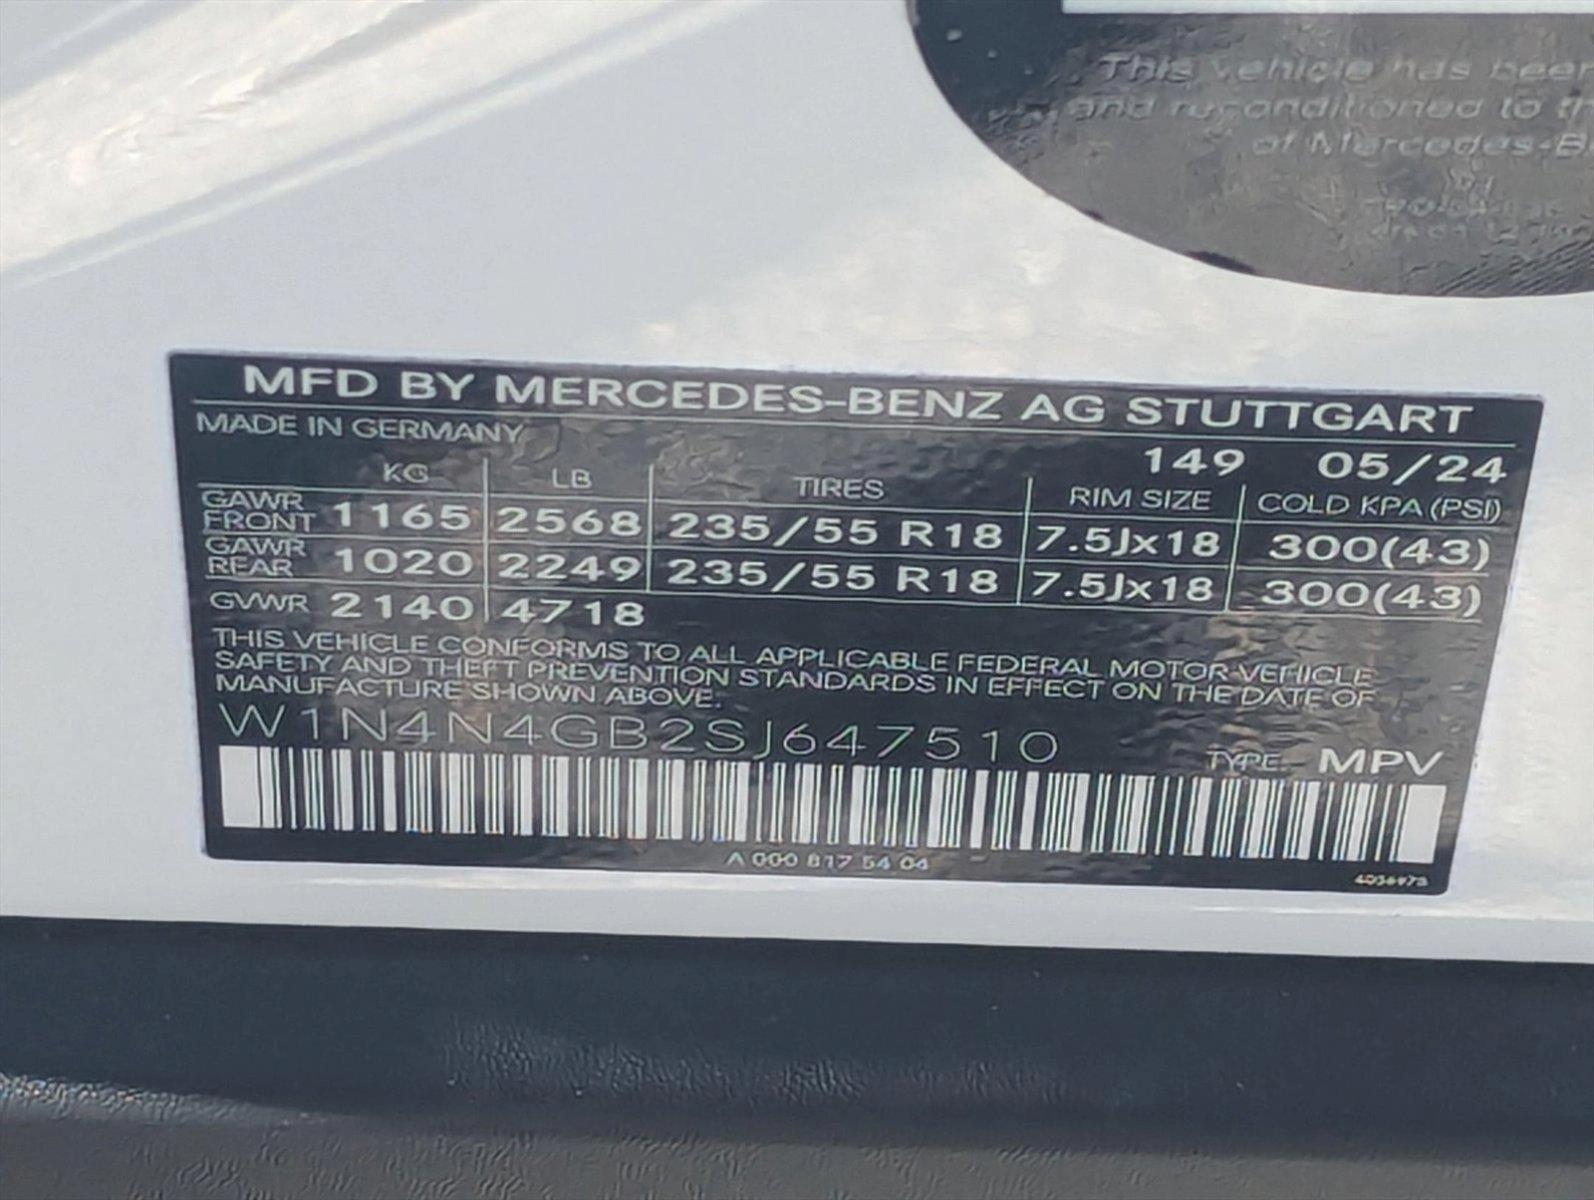 This vehicle has been
and reconditioned to th
of Mercedes-Be
MFD BY MERCEDES-BENZ AG STUTTGART
MADE IN GERMANY
149 05/24
KG LB TIRES RIM SIZE COLD KPA (PSI)
GAWR FRONT 1165 2568 235/55 R18 7.5Jx18 300(43)
GAWR REAR 1020 2249 235/55 R18 7.5Jx18 300(43)
GVWR 2140 4718
THIS VEHICLE CONFORMS TO ALL APPLICABLE FEDERAL MOTOR VEHICLE
SAFETY AND THEFT PREVENTION STANDARDS IN EFFECT ON THE DATE OF
MANUFACTURE SHOWN ABOVE.
W1N4N4GB2SJ647510
TYPE: MPV
A 000 817 54 04